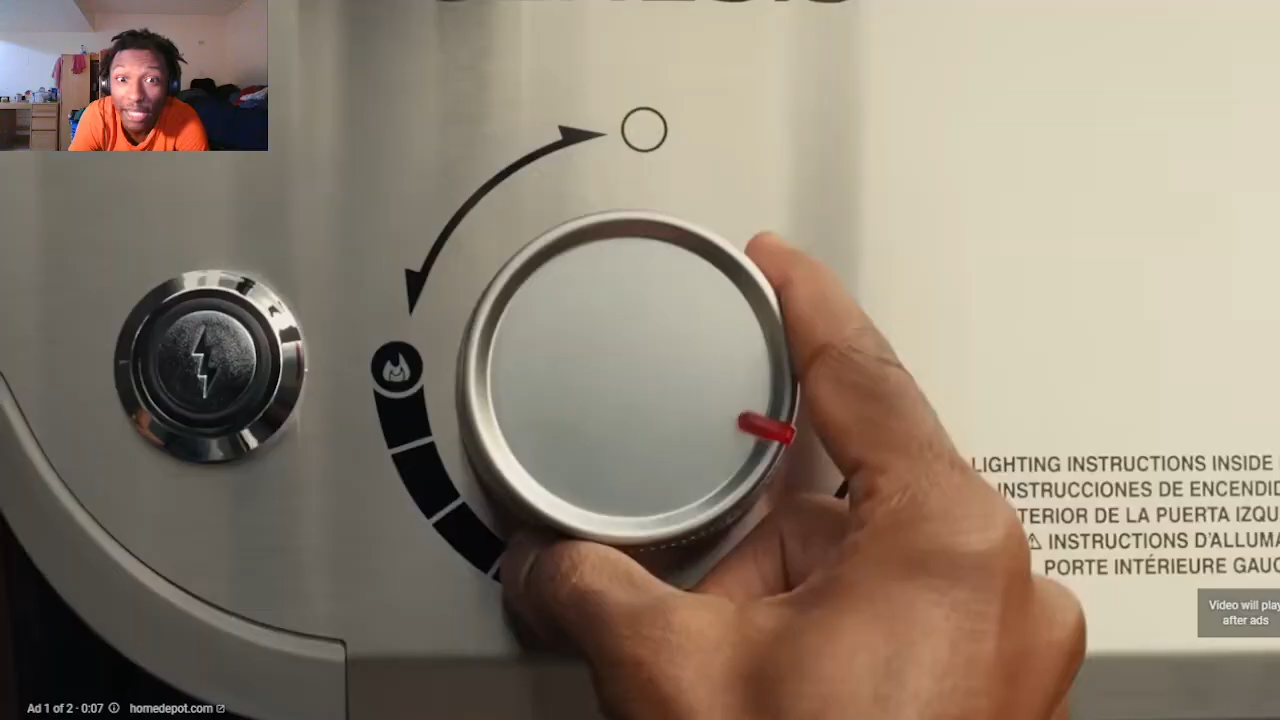 LIGHTING INSTRUCTIONS INSIDE
INSTRUCCIONES DE ENCENDID
TERIOR DE LA PUERTA IZQU
INSTRUCTIONS D'ALLUMA
PORTE INTÉRIEURE GAUC
Video will play
after ads
Ad 1 of 2 · 0:07
homedepot.com